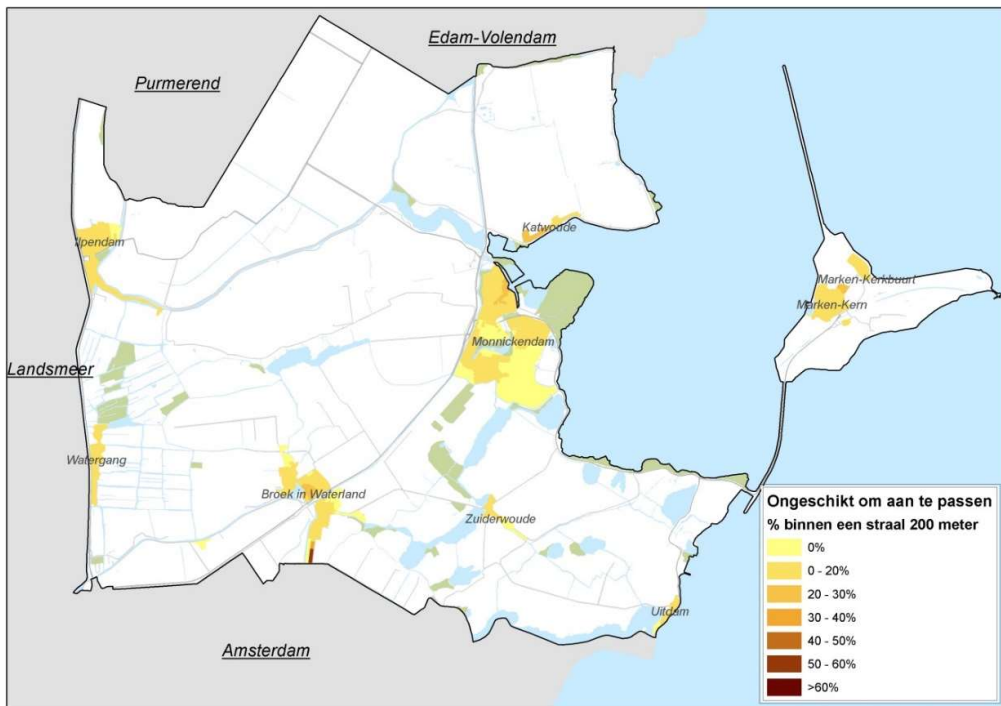 Edam-Volendam
Purmerend
Katwoude
Ilpendam
Marken-Kerkbuurt
Marken-Kern
Monnickendam
Landsmeer
Watergang
Broek in Waterland
Zuiderwoude
Uitdam
Amsterdam
Ongeschikt om aan te passen
% binnen een straal 200 meter
0%
0 - 20%
20 - 30%
30 - 40%
40 - 50%
50 - 60%
>60%